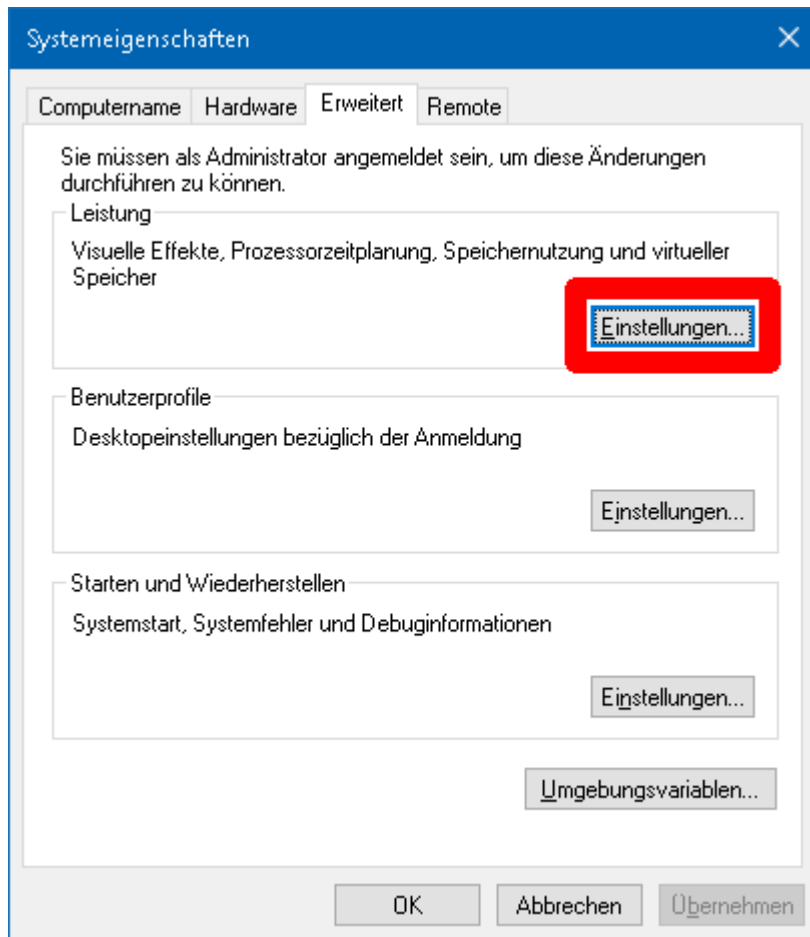 Systemeigenschaften
Computername Hardware Erweitert Remote
Sie müssen als Administrator angemeldet sein, um diese Änderungen
durchführen zu können.
Leistung
Visuelle Effekte, Prozessorzeitplanung, Speichernutzung und virtueller
Speicher
Einstellungen...
Benutzerprofile
Desktopeinstellungen bezüglich der Anmeldung
Einstellungen...
Starten und Wiederherstellen
Systemstart, Systemfehler und Debuginformationen
Einstellungen...
Umgebungsvariablen...
OK Abbrechen Übernehmen